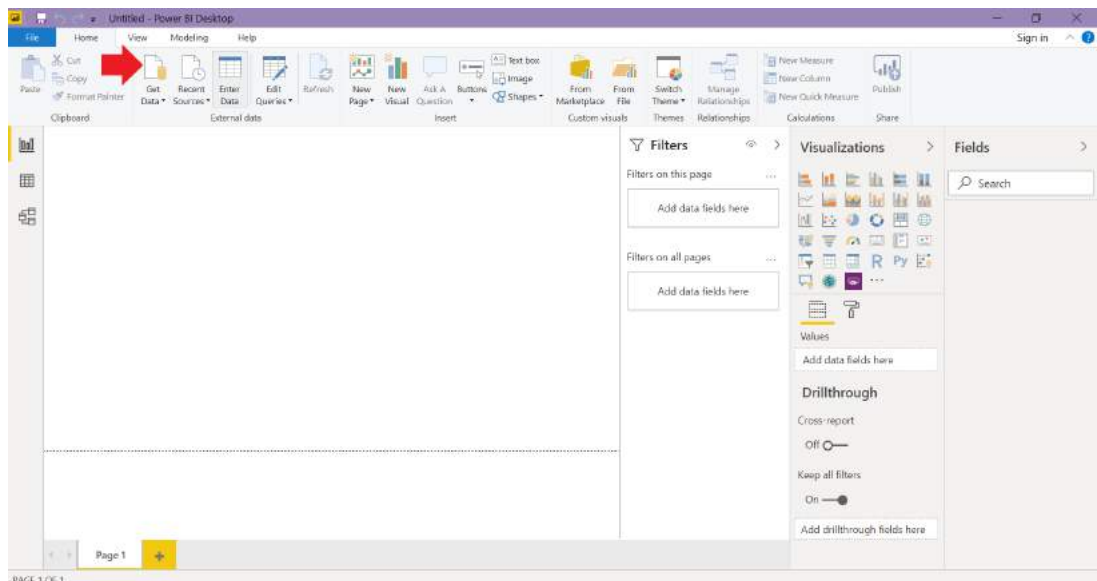 Untitled - Power BI Desktop
File Home View Modeling Help Sign in
Paste
Cut
Copy
Format Painter
Clipboard
Get Data
Recent Sources
Enter Data
Edit Queries
Refresh
External data
New Page
New Visual
Ask A Question
Buttons
Text box
Image
Shapes
Insert
From Marketplace
From File
Custom visuals
Switch Theme
Themes
Manage Relationships
Relationships
New Measure
New Column
New Quick Measure
Calculations
Publish
Share
Filters
Filters on this page
Add data fields here
Filters on all pages
Add data fields here
Visualizations
R Py
Values
Add data fields here
Drillthrough
Cross-report
Off
Keep all filters
On
Add drillthrough fields here
Fields
Search
Page 1
PAGE 1 OF 1